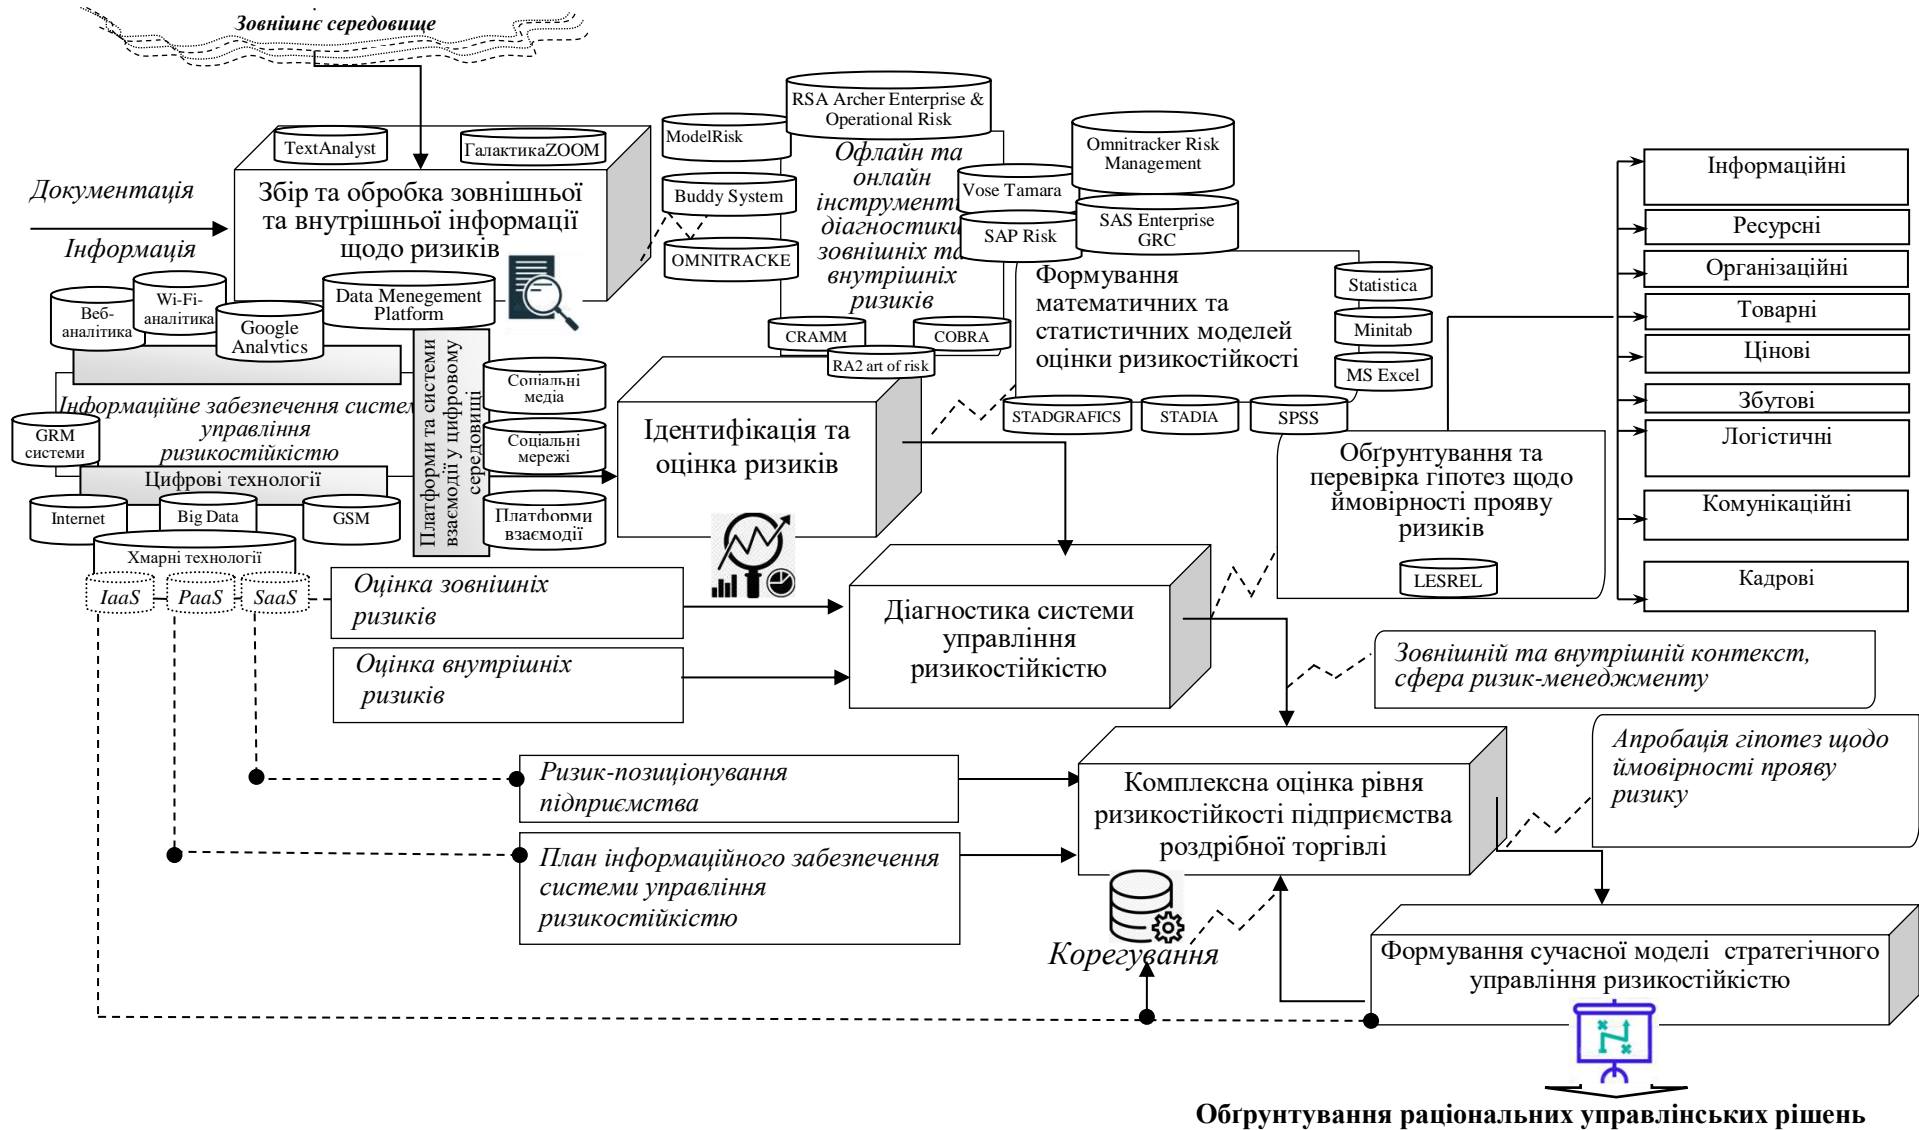 Зовнішнє середовище
TextAnalyst
ГалактикаZOOM
Документація
Інформація
Збір та обробка зовнішньої
та внутрішньої інформації
щодо ризиків
ModelRisk
Buddy System
OMNITRACKE
RSA Archer Enterprise &
Operational Risk
Офлайн та
онлайн
інструменти
діагностики
зовнішніх та
внутрішніх
ризиків
CRAMM
COBRA
RA2 art of risk
Vose Tamara
SAP Risk
Omnitracker Risk
Management
SAS Enterprise
GRC
Формування
математичних та
статистичних моделей
оцінки ризикостійкості
Statistica
Minitab
MS Excel
STADGRAFICS
STADIA
SPSS
Інформаційні
Ресурсні
Організаційні
Товарні
Цінові
Збутові
Логістичні
Комунікаційні
Кадрові
Веб-
аналітика
Wi-Fi-
аналітика
Google
Analytics
Data Menegement
Platform
Інформаційне забезпечення систем
управління
ризикостійкістю
GRM
системи
Цифрові технології
Internet
Big Data
GSM
Хмарні технології
IaaS
PaaS
SaaS
Платформи та системи
взаємодії у цифровому
середовищі
Соціальні
медіа
Соціальні
мережі
Платформи
взаємодії
Ідентифікація та
оцінка ризиків
Обґрунтування та
перевірка гіпотез щодо
ймовірності прояву
ризиків
LESREL
Оцінка зовнішніх
ризиків
Оцінка внутрішніх
ризиків
Діагностика системи
управління
ризикостійкістю
Зовнішній та внутрішній контекст,
сфера ризик-менеджменту
Ризик-позиціонування
підприємства
План інформаційного забезпечення
системи управління
ризикостійкістю
Комплексна оцінка рівня
ризикостійкості підприємства
роздрібної торгівлі
Апробація гіпотез щодо
ймовірності прояву
ризику
Корегування
Формування сучасної моделі стратегічного
управління ризикостійкістю
Обґрунтування раціональних управлінських рішень